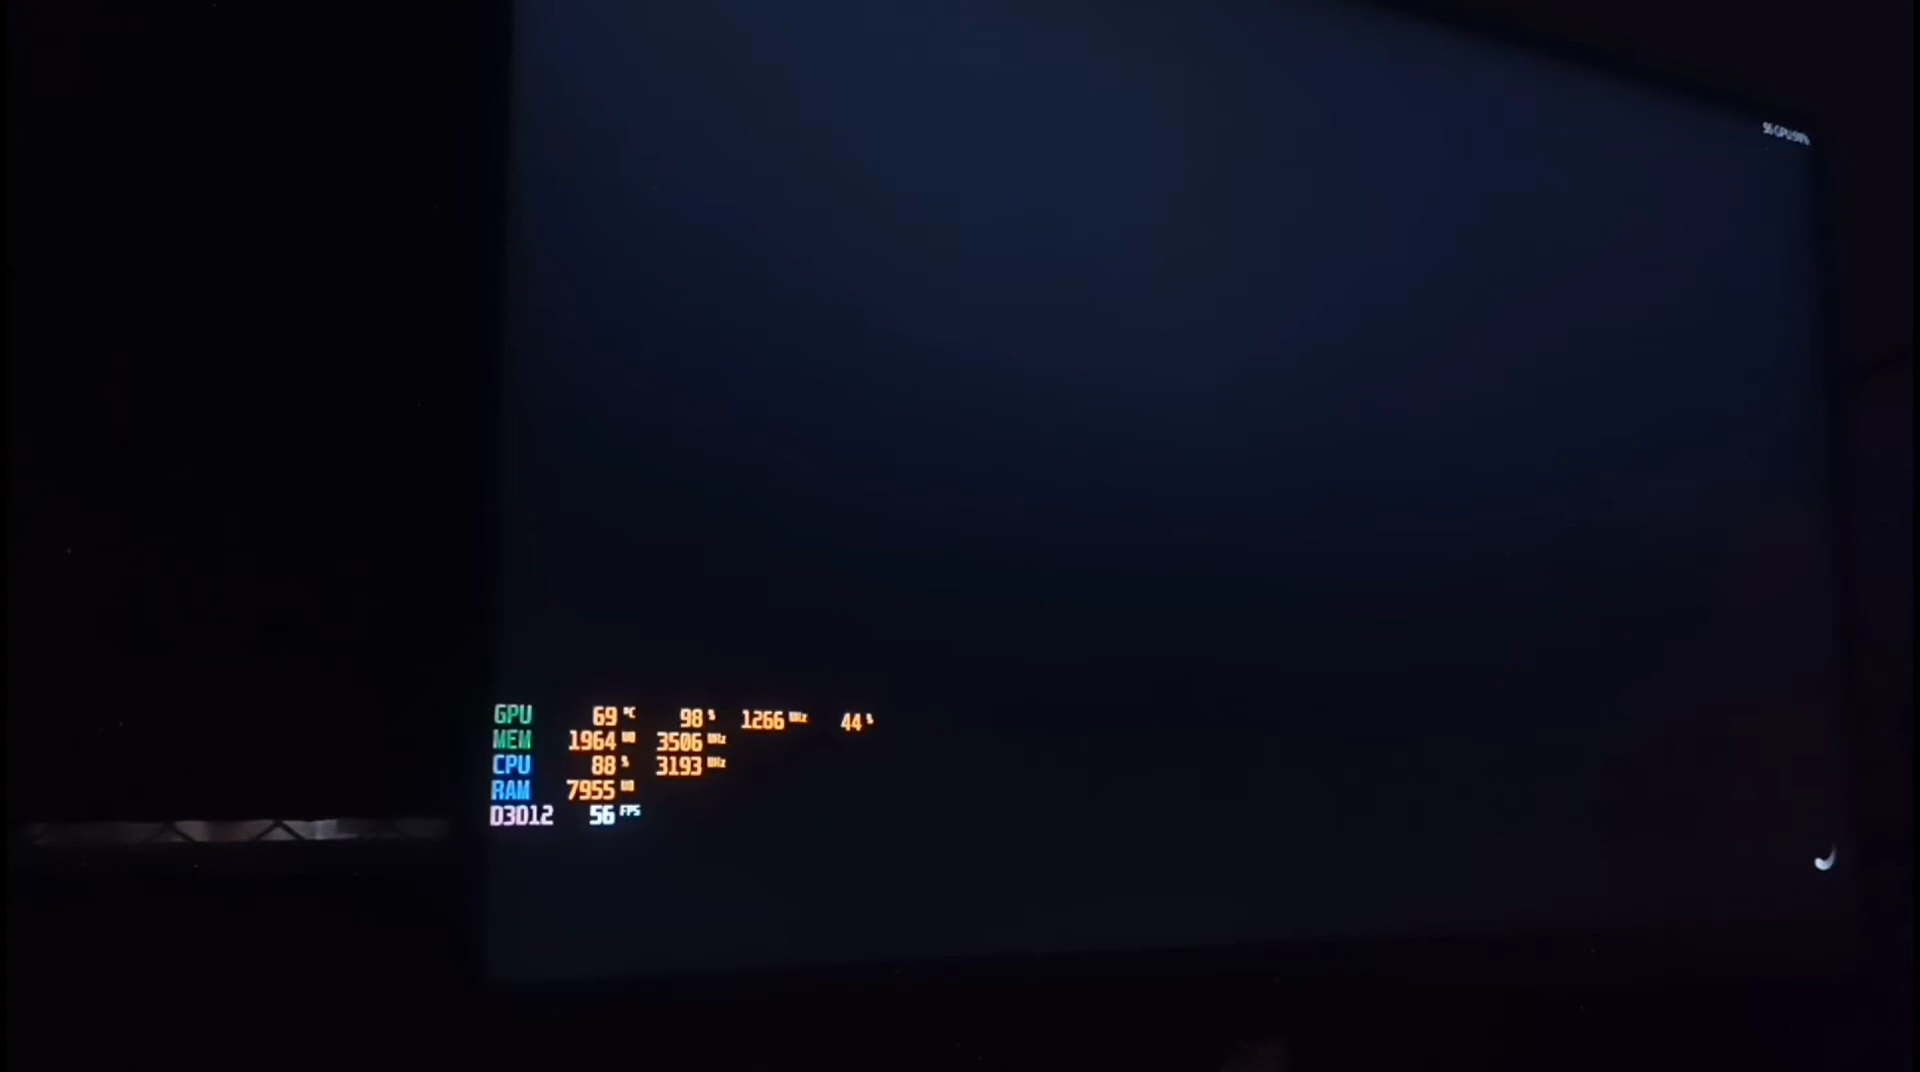 GPU 69 °C 98 % 1266 MHz 44 %
MEM 1964 MB 3506 MHz
CPU 88 % 3193 MHz
RAM 7955 MB
D3D12 56 FPS